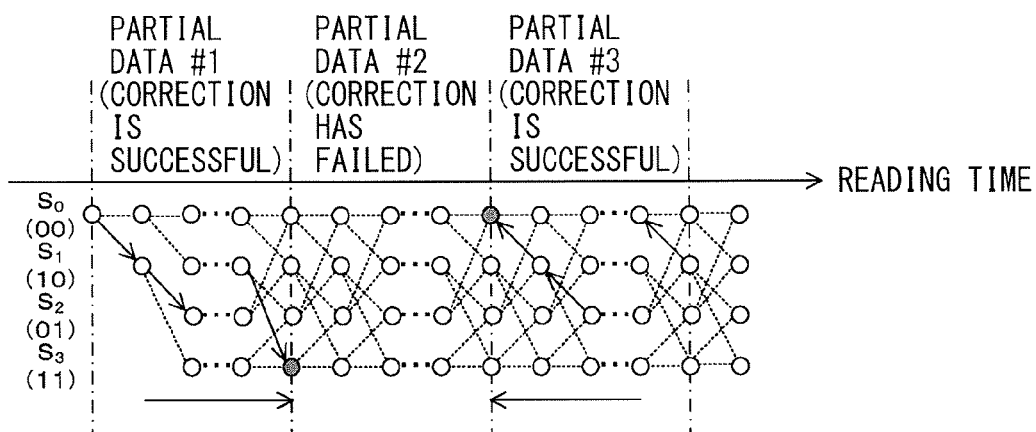 PARTIAL
DATA #1
(CORRECTION
IS
SUCCESSFUL)
PARTIAL
DATA #2
(CORRECTION
HAS
FAILED)
PARTIAL
DATA #3
(CORRECTION
IS
SUCCESSFUL)
READING TIME
S₀
(00)
S₁
(10)
S₂
(01)
S₃
(11)